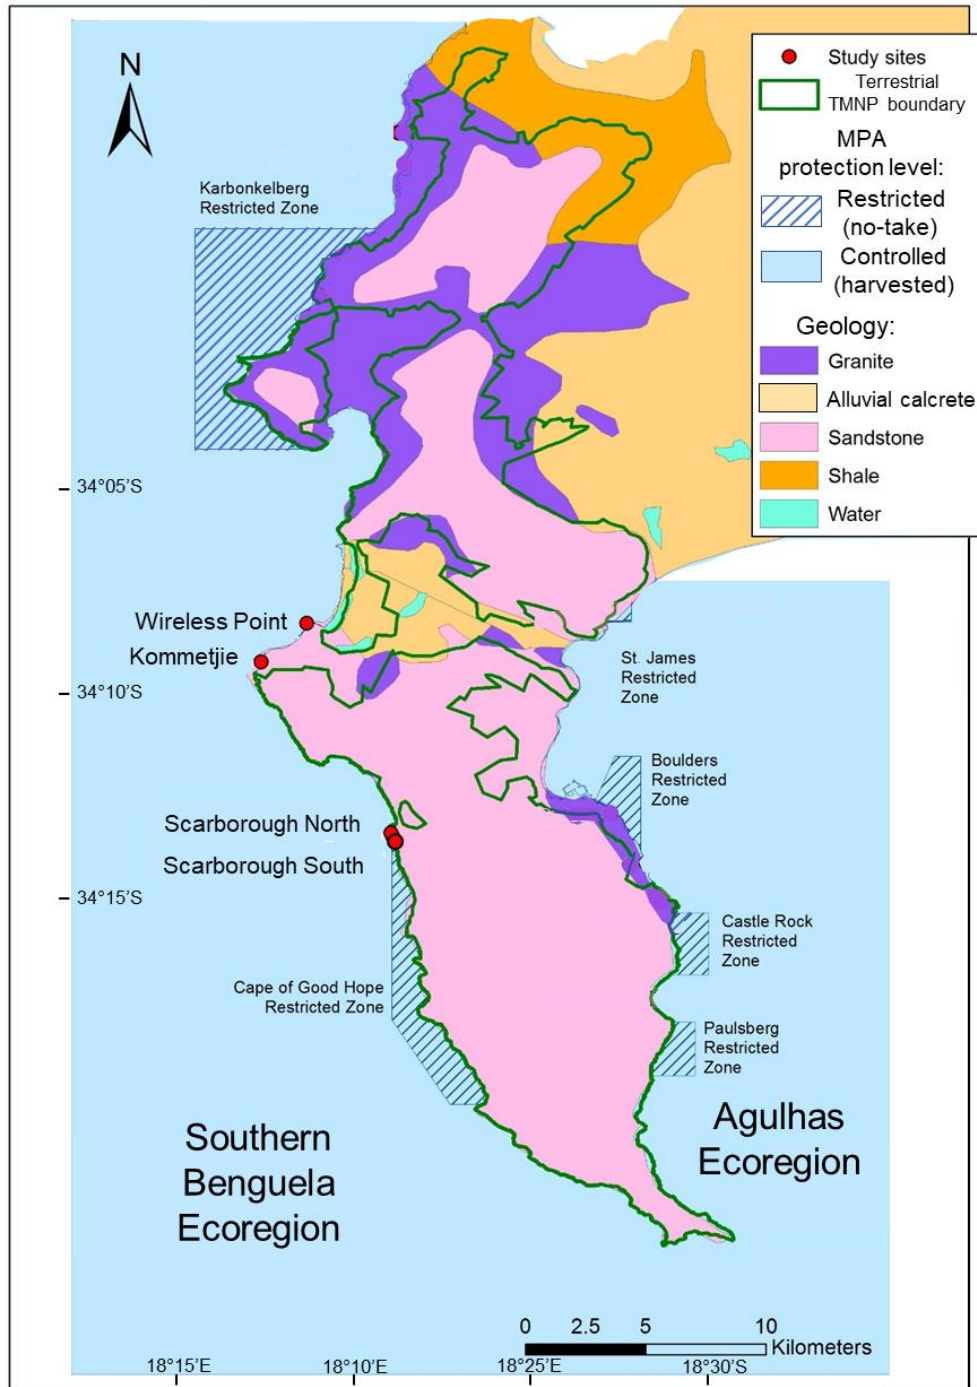 N
Study sites
Terrestrial
TMNP boundary
MPA
protection level:
Restricted
(no-take)
Controlled
(harvested)
Geology:
Granite
Alluvial calcrete
Sandstone
Shale
Water
Karbonkelberg
Restricted Zone
34°05'S
Wireless Point
Kommetjie
34°10'S
St. James
Restricted
Zone
Boulders
Restricted
Zone
Scarborough North
Scarborough South
34°15'S
Castle Rock
Restricted
Zone
Cape of Good Hope
Restricted Zone
Paulsberg
Restricted
Zone
Southern
Benguela
Ecoregion
Agulhas
Ecoregion
0 2.5 5 10
Kilometers
18°15'E 18°10'E 18°25'E 18°30'S